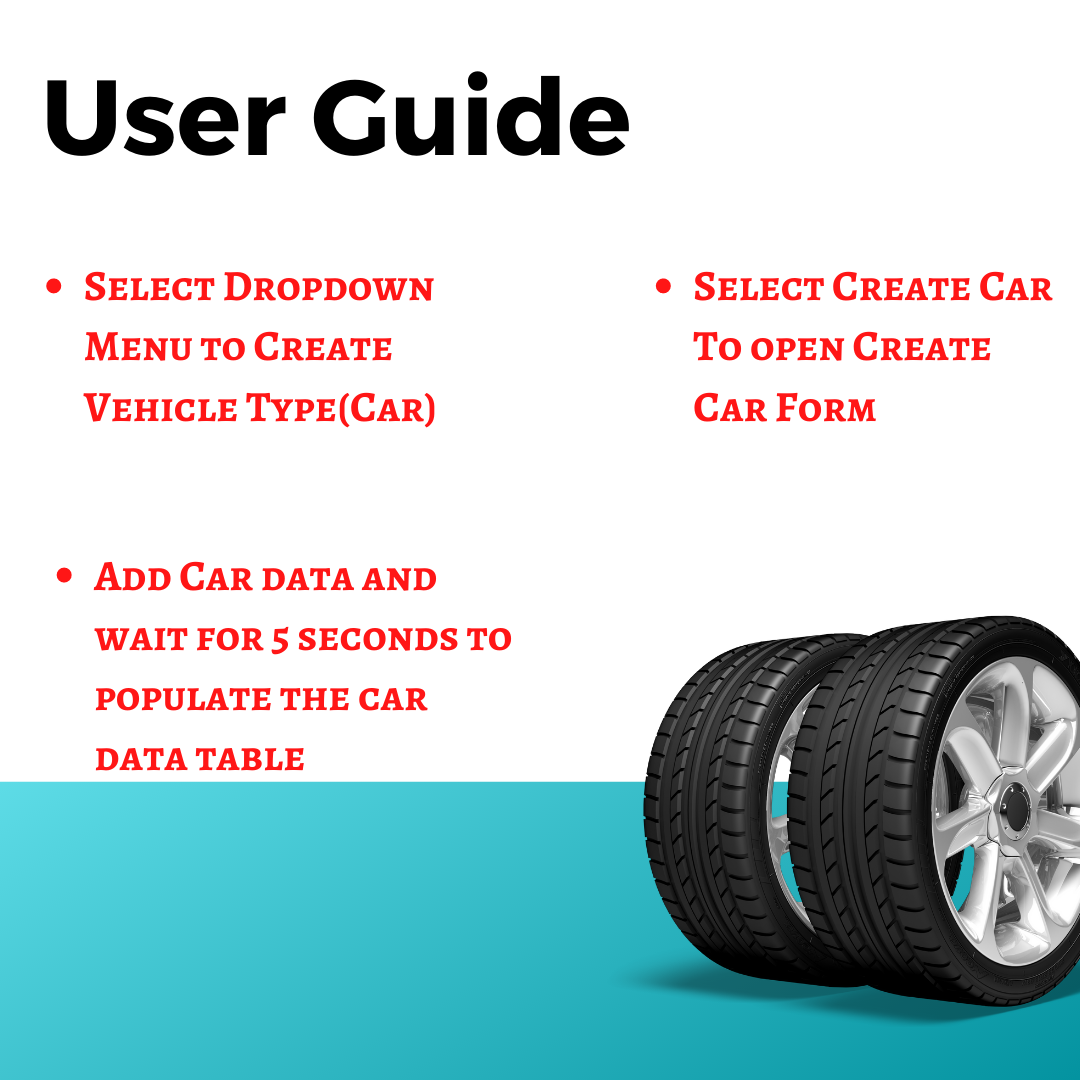 User Guide
• Select Dropdown
Menu to Create
Vehicle Type(Car)
• Select Create Car
To open Create
Car Form
• Add Car data and
wait for 5 seconds to
populate the car
data table